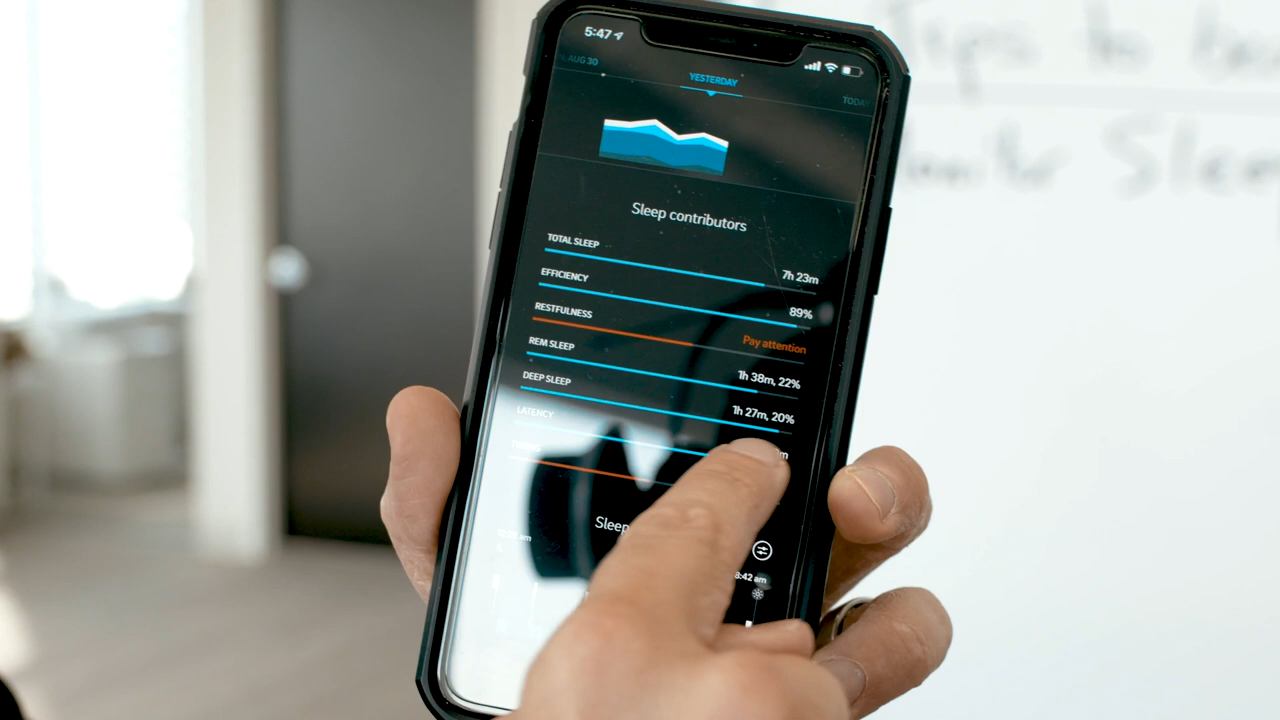 5:47
AUG 30
YESTERDAY
TODAY
Sleep contributors
TOTAL SLEEP
7h 23m
EFFICIENCY
89%
RESTFULNESS
Pay attention
REM SLEEP
1h 38m, 22%
DEEP SLEEP
1h 27m, 20%
LATENCY
m
Sleep
8:42 am
Tips to
Sleep